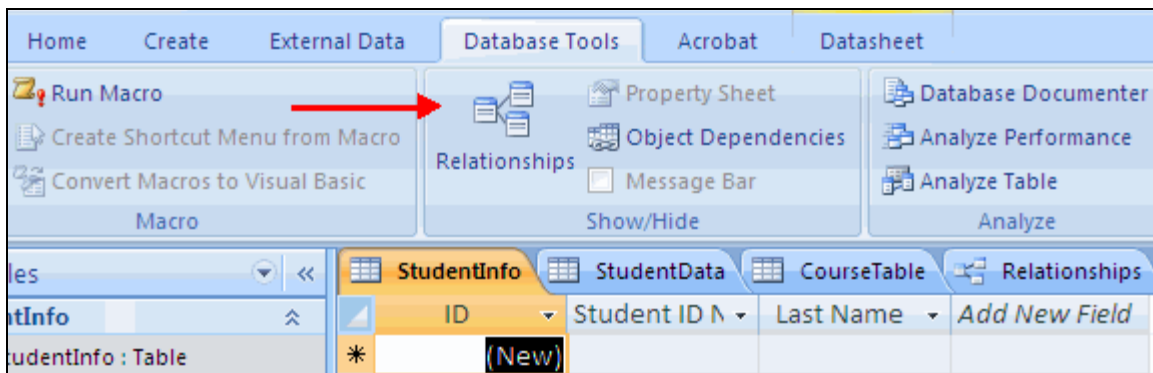 Home Create External Data Database Tools Acrobat Datasheet
Run Macro
Create Shortcut Menu from Macro
Convert Macros to Visual Basic
Macro
Relationships
Property Sheet
Object Dependencies
Message Bar
Show/Hide
Database Documenter
Analyze Performance
Analyze Table
Analyze
les
ntInfo
tudentInfo : Table
StudentInfo StudentData CourseTable Relationships
ID Student ID N Last Name Add New Field
* (New)